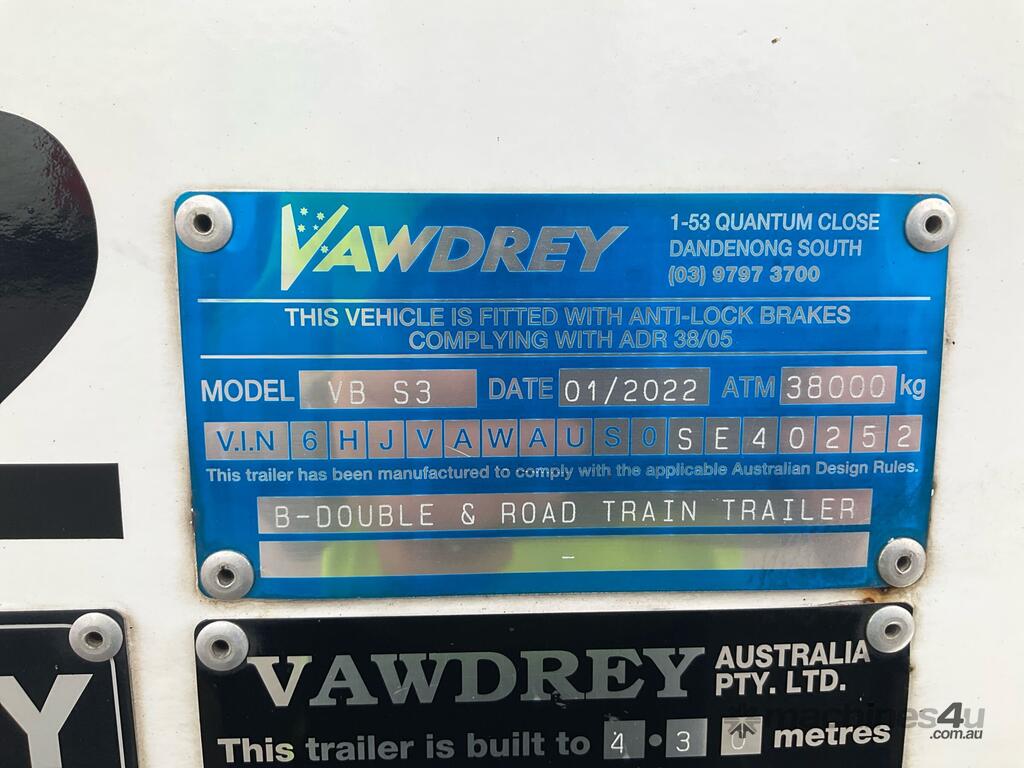 VAWDREY
1-53 QUANTUM CLOSE
DANDENONG SOUTH
(03) 9797 3700
THIS VEHICLE IS FITTED WITH ANTI-LOCK BRAKES
COMPLYING WITH ADR 38/05
MODEL VB S3 DATE 01/2022 ATM 38000 kg
V.I.N 6HJVAWAUS0SE40252
This trailer has been manufactured to comply with the applicable Australian Design Rules.
B-DOUBLE & ROAD TRAIN TRAILER
-
2
Y
VAWDREY AUSTRALIA
PTY. LTD.
This trailer is built to 4.30 metres
machines4u
.com.au